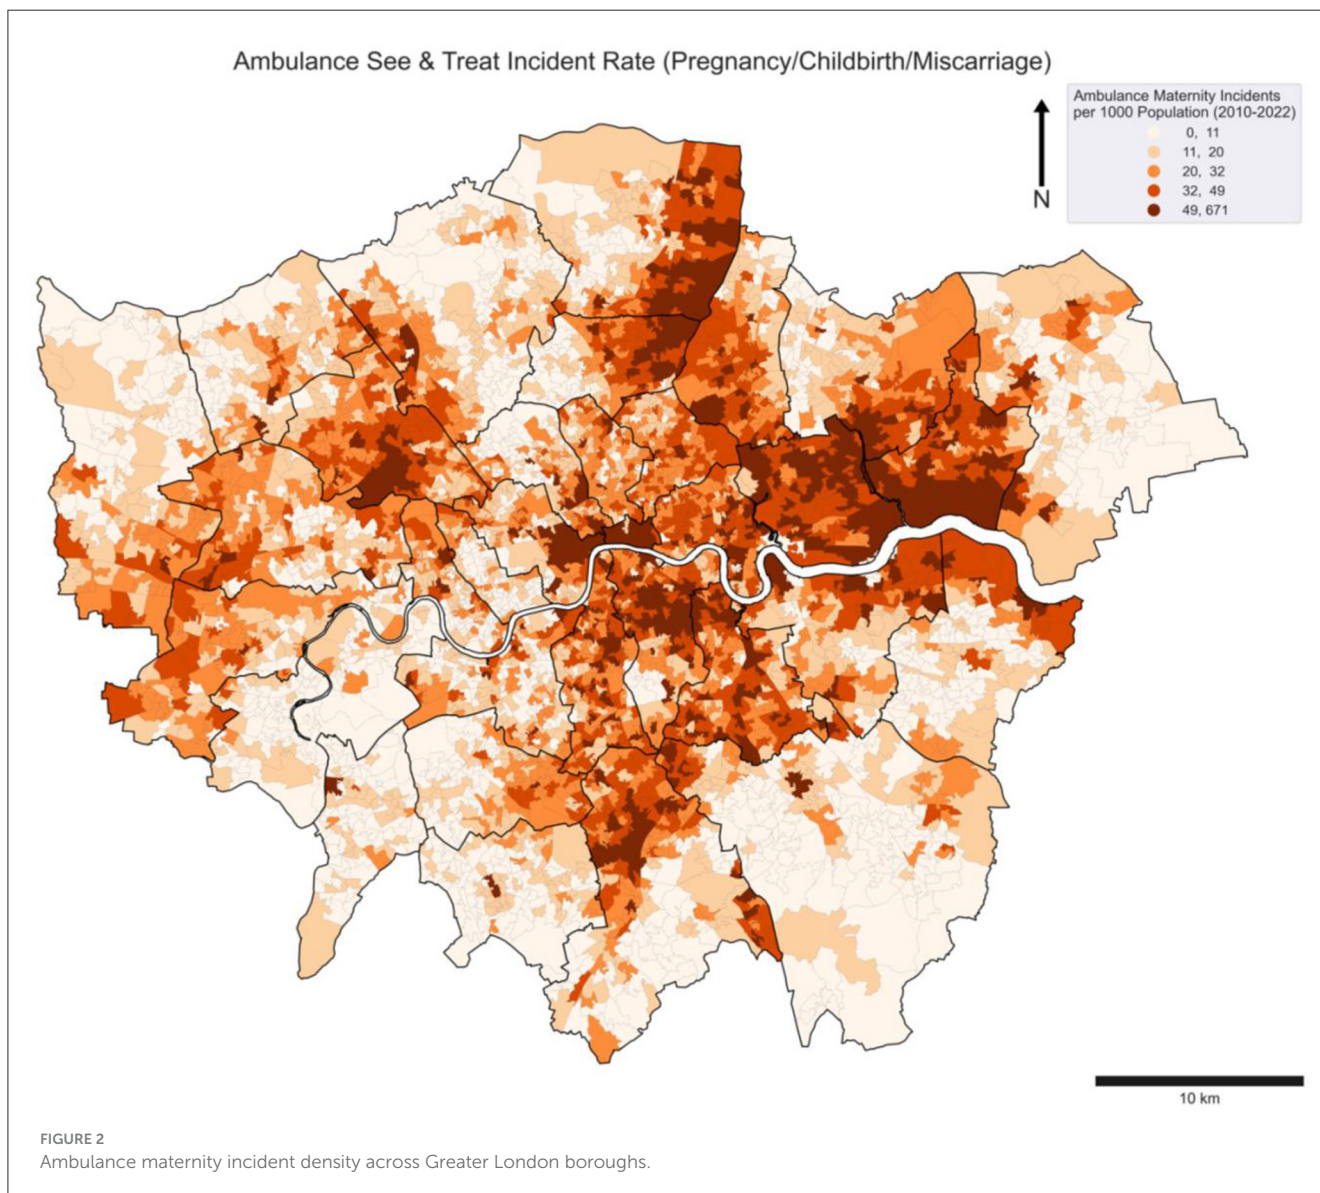 Ambulance See & Treat Incident Rate (Pregnancy/Childbirth/Miscarriage)
Ambulance Maternity Incidents
per 1000 Population (2010-2022)
0, 11
11, 20
20, 32
32, 49
49, 671
N
10 km
FIGURE 2
Ambulance maternity incident density across Greater London boroughs.